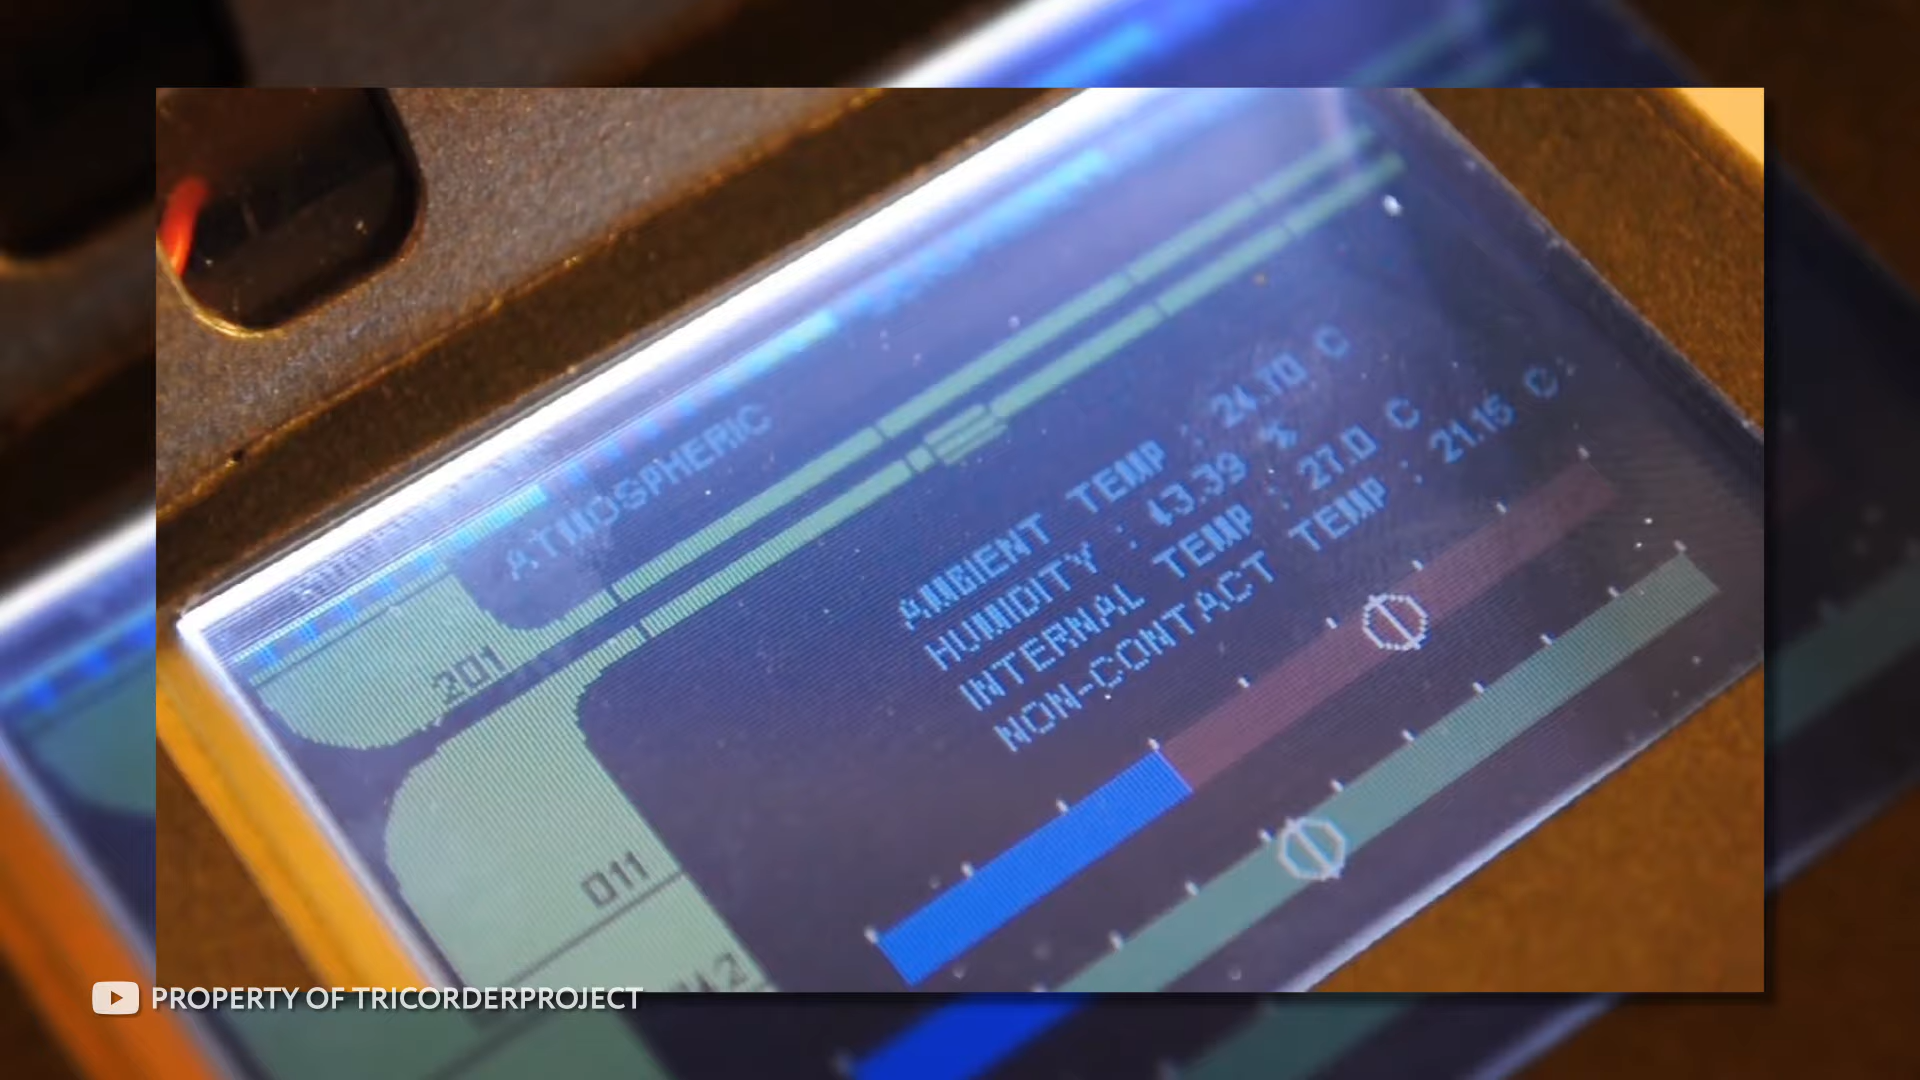 ATMOSPHERIC
201
AMBIENT TEMP : 24.70 C
HUMIDITY : 43.39 %
INTERNAL TEMP : 27.0 C
NON-CONTACT TEMP : 21.15 C
011
PROPERTY OF TRICORDERPROJECT